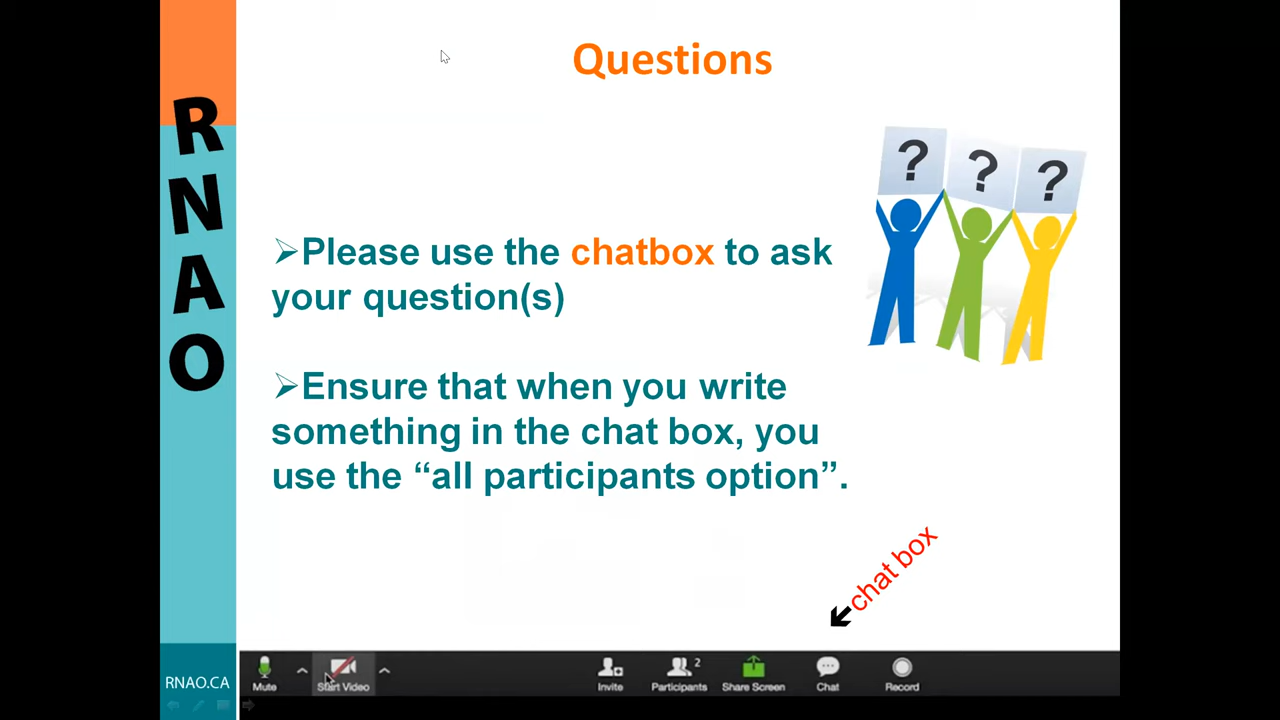 Questions
RNAO
? ? ?
➢Please use the chatbox to ask
your question(s)
➢Ensure that when you write
something in the chat box, you
use the “all participants option”.
chat box
RNAO.CA
Mute
Start Video
Invite
Participants 2
Share Screen
Chat
Record